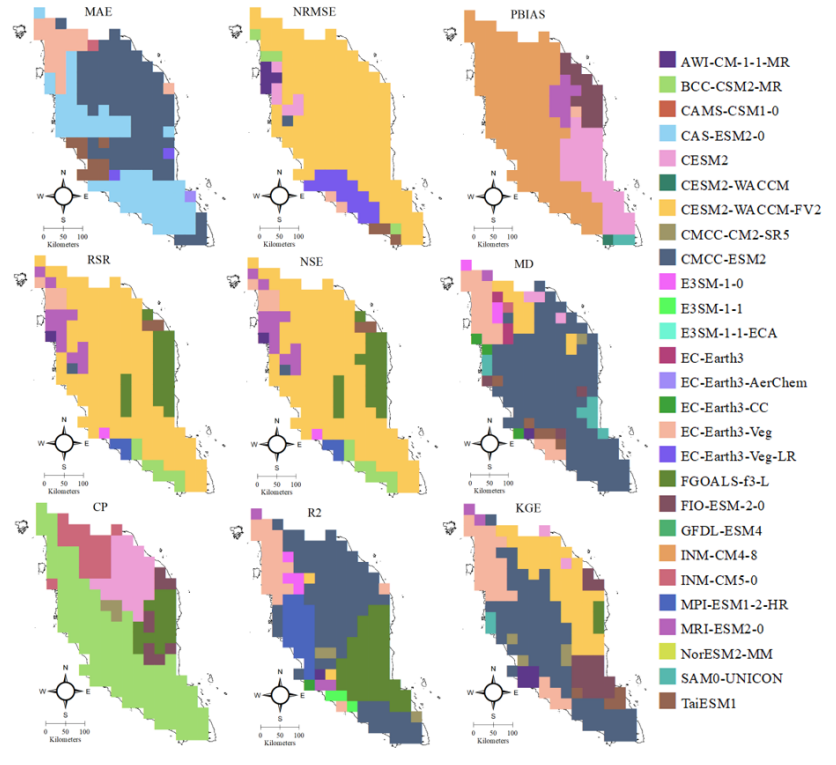 MAE
NRMSE
PBIAS
N
W E
S
0 50 100
Kilometers
N
W E
S
0 50 100
Kilometers
N
W E
S
0 50 100
Kilometers
RSR
NSE
MD
N
W E
S
0 50 100
Kilometers
N
W E
S
0 50 100
Kilometers
N
W E
S
0 50 100
Kilometers
CP
R2
KGE
N
W E
S
0 50 100
Kilometers
N
W E
S
0 50 100
Kilometers
N
W E
S
0 50 100
Kilometers
AWI-CM-1-1-MR
BCC-CSM2-MR
CAMS-CSM1-0
CAS-ESM2-0
CESM2
CESM2-WACCM
CESM2-WACCM-FV2
CMCC-CM2-SR5
CMCC-ESM2
E3SM-1-0
E3SM-1-1
E3SM-1-1-ECA
EC-Earth3
EC-Earth3-AerChem
EC-Earth3-CC
EC-Earth3-Veg
EC-Earth3-Veg-LR
FGOALS-f3-L
FIO-ESM-2-0
GFDL-ESM4
INM-CM4-8
INM-CM5-0
MPI-ESM1-2-HR
MRI-ESM2-0
NorESM2-MM
SAM0-UNICON
TaiESM1